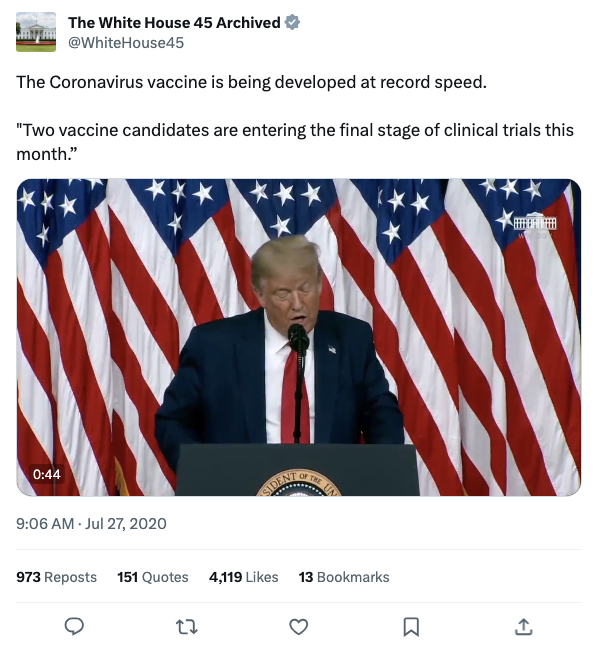 The White House 45 Archived
@WhiteHouse45
The Coronavirus vaccine is being developed at record speed.
"Two vaccine candidates are entering the final stage of clinical trials this
month.”
0:44
SIDENT OF THE UN
9:06 AM · Jul 27, 2020
973 Reposts 151 Quotes 4,119 Likes 13 Bookmarks